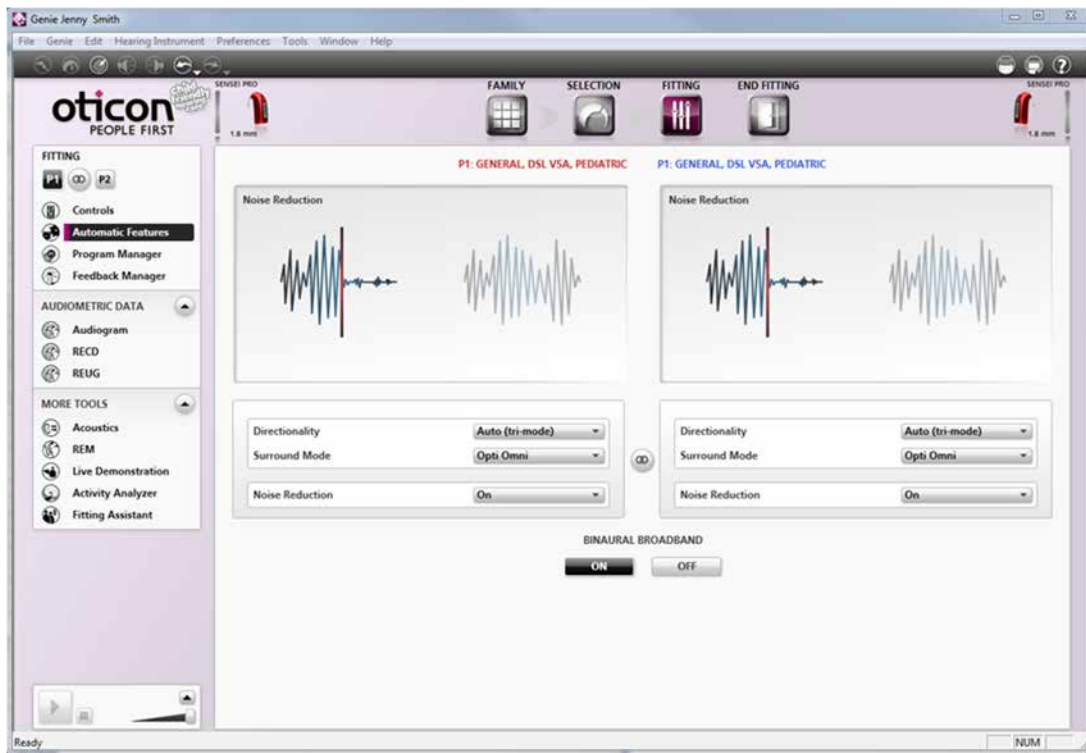 Genie Jenny Smith
File Genie Edit Hearing Instrument Preferences Tools Window Help
oticon
PEOPLE FIRST
SENSEI PRO
1.8 mm
FAMILY SELECTION FITTING END FITTING
SENSEI PRO
1.8 mm
FITTING
P1 P2
Controls
Automatic Features
Program Manager
Feedback Manager
AUDIOMETRIC DATA
Audiogram
RECD
REUG
MORE TOOLS
Acoustics
REM
Live Demonstration
Activity Analyzer
Fitting Assistant
P1: GENERAL, DSL VSA, PEDIATRIC P1: GENERAL, DSL VSA, PEDIATRIC
Noise Reduction
Noise Reduction
Directionality Auto (tri-mode)
Surround Mode Opti Omni
Noise Reduction On
Directionality Auto (tri-mode)
Surround Mode Opti Omni
Noise Reduction On
BINAURAL BROADBAND
ON OFF
Ready NUM